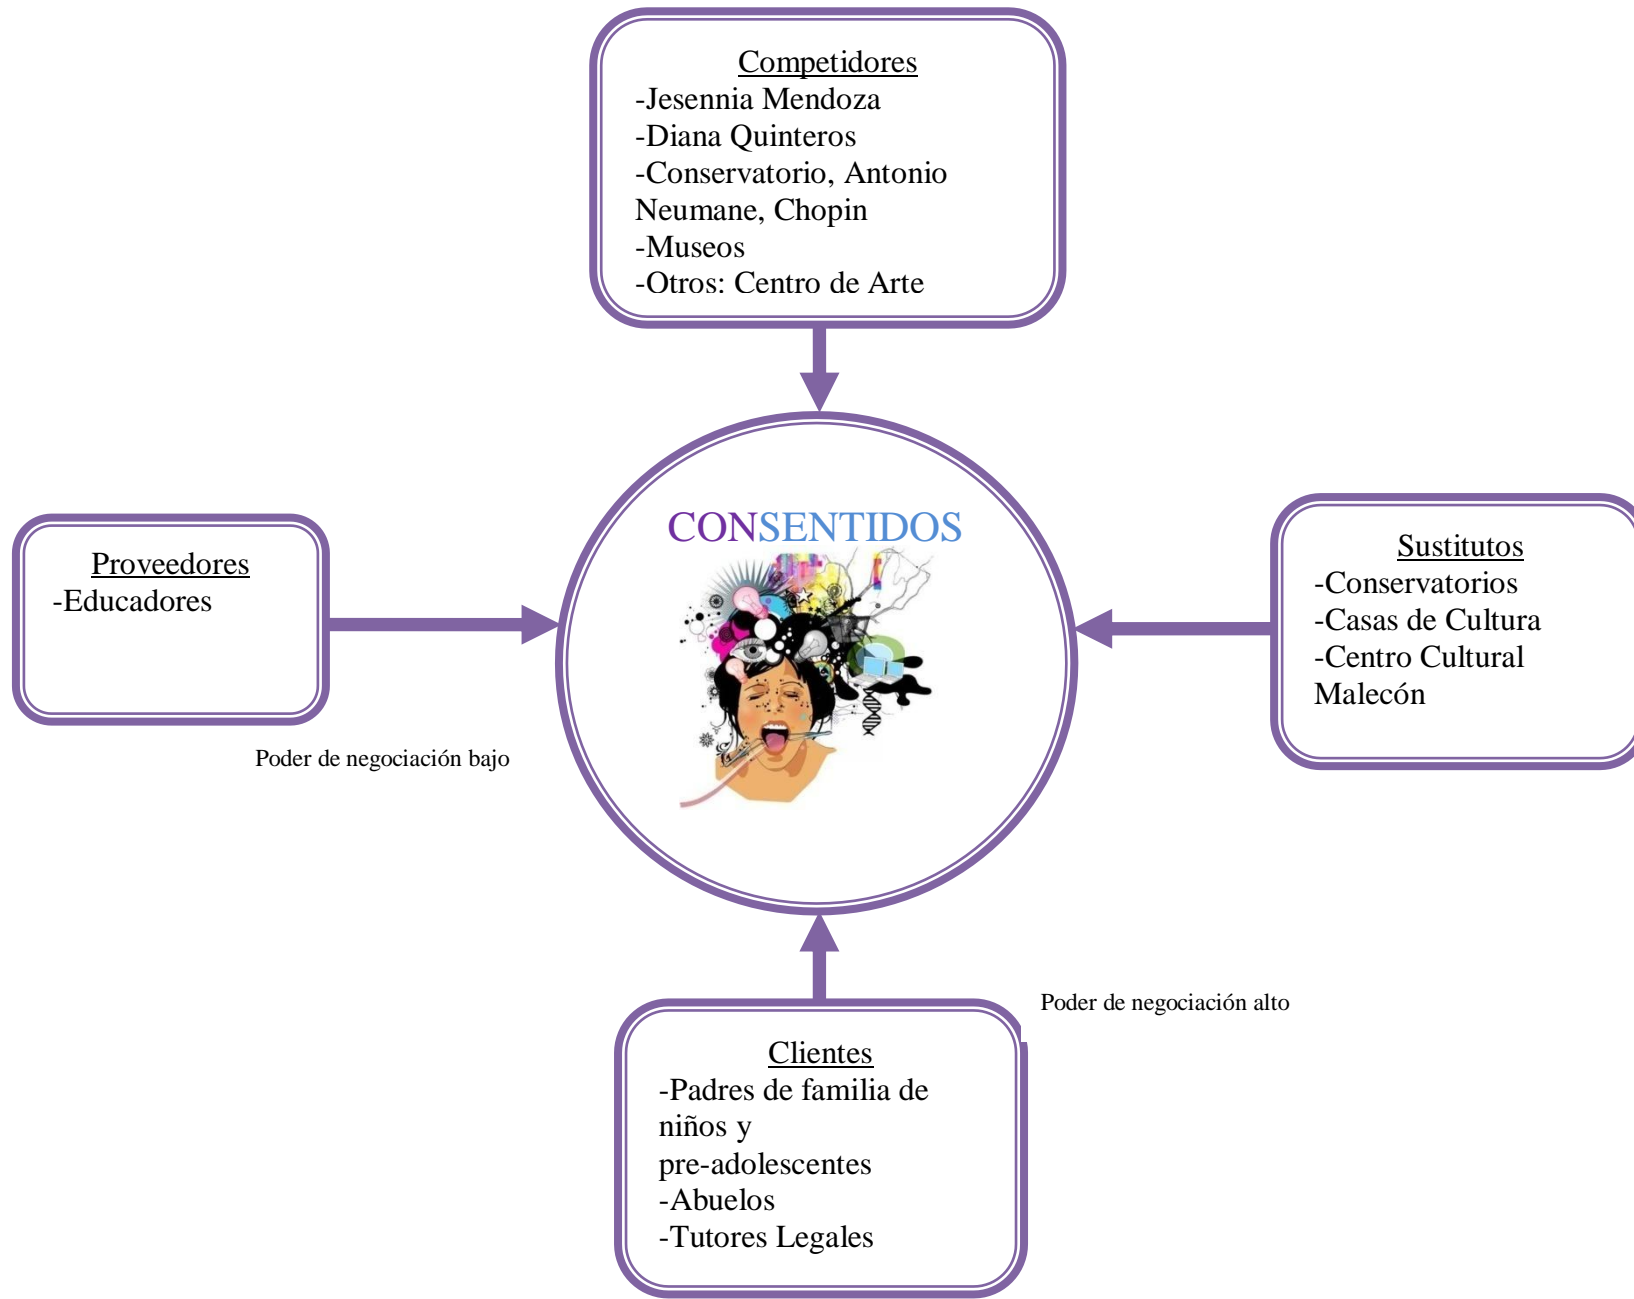 Competidores
-Jesennia Mendoza
-Diana Quinteros
-Conservatorio, Antonio
Neumane, Chopin
-Museos
-Otros: Centro de Arte
CONSENTIDOS
Proveedores
-Educadores
Poder de negociación bajo
Sustitutos
-Conservatorios
-Casas de Cultura
-Centro Cultural
Malecón
Poder de negociación alto
Clientes
-Padres de familia de
niños y
pre-adolescentes
-Abuelos
-Tutores Legales